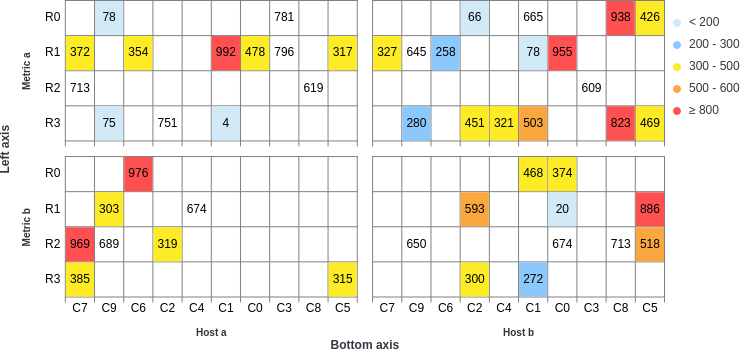 R0 78 781 66 665 938 426
R1 372 354 992 478 796 317 327 645 258 78 955
R2 713 619 609
R3 75 751 4 280 451 321 503 823 469
Metric a
R0 976 468 374
R1 303 674 593 20 886
R2 969 689 319 650 674 713 518
R3 385 315 300 272
Metric b
Left axis
C7 C9 C6 C2 C4 C1 C0 C3 C8 C5 C7 C9 C6 C2 C4 C1 C0 C3 C8 C5
Host a Host b
Bottom axis
< 200
200 - 300
300 - 500
500 - 600
≥ 800